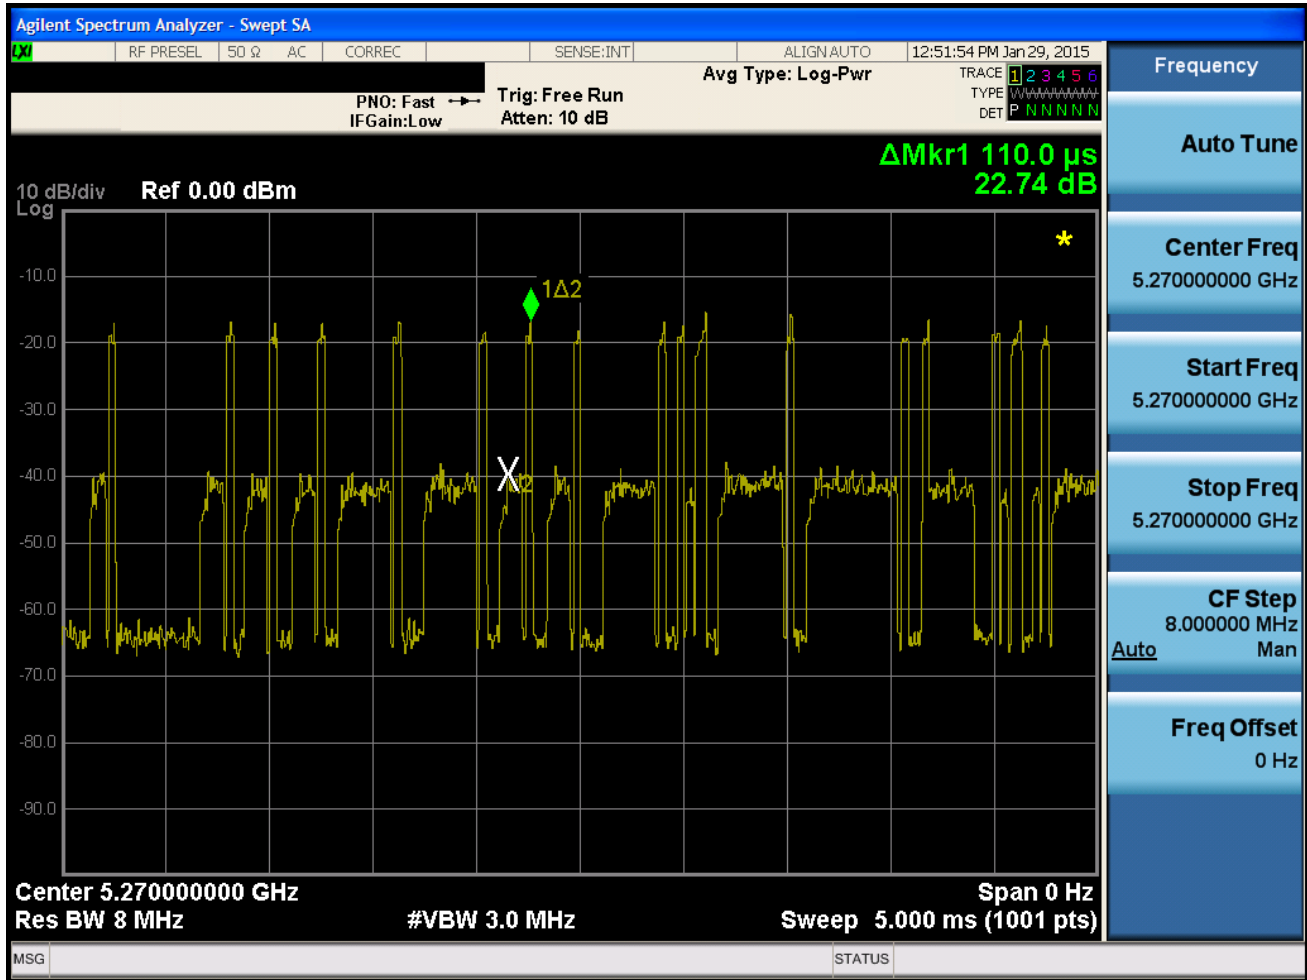 Agilent Spectrum Analyzer - Swept SA
LXI RF PRESEL 50 Ω AC CORREC SENSE:INT ALIGNAUTO 12:51:54 PM Jan 29, 2015
Avg Type: Log-Pwr TRACE 1 2 3 4 5 6
PNO: Fast Trig: Free Run TYPE
IFGain:Low Atten: 10 dB DET P N N N N N
ΔMkr1 110.0 µs
22.74 dB
10 dB/div Ref 0.00 dBm
Log
*
1Δ2
-10.0
-20.0
-30.0
-40.0
X
-50.0
-60.0
-70.0
-80.0
-90.0
Center 5.270000000 GHz Span 0 Hz
Res BW 8 MHz #VBW 3.0 MHz Sweep 5.000 ms (1001 pts)
MSG STATUS
Frequency
Auto Tune
Center Freq
5.270000000 GHz
Start Freq
5.270000000 GHz
Stop Freq
5.270000000 GHz
CF Step
8.000000 MHz
Auto Man
Freq Offset
0 Hz